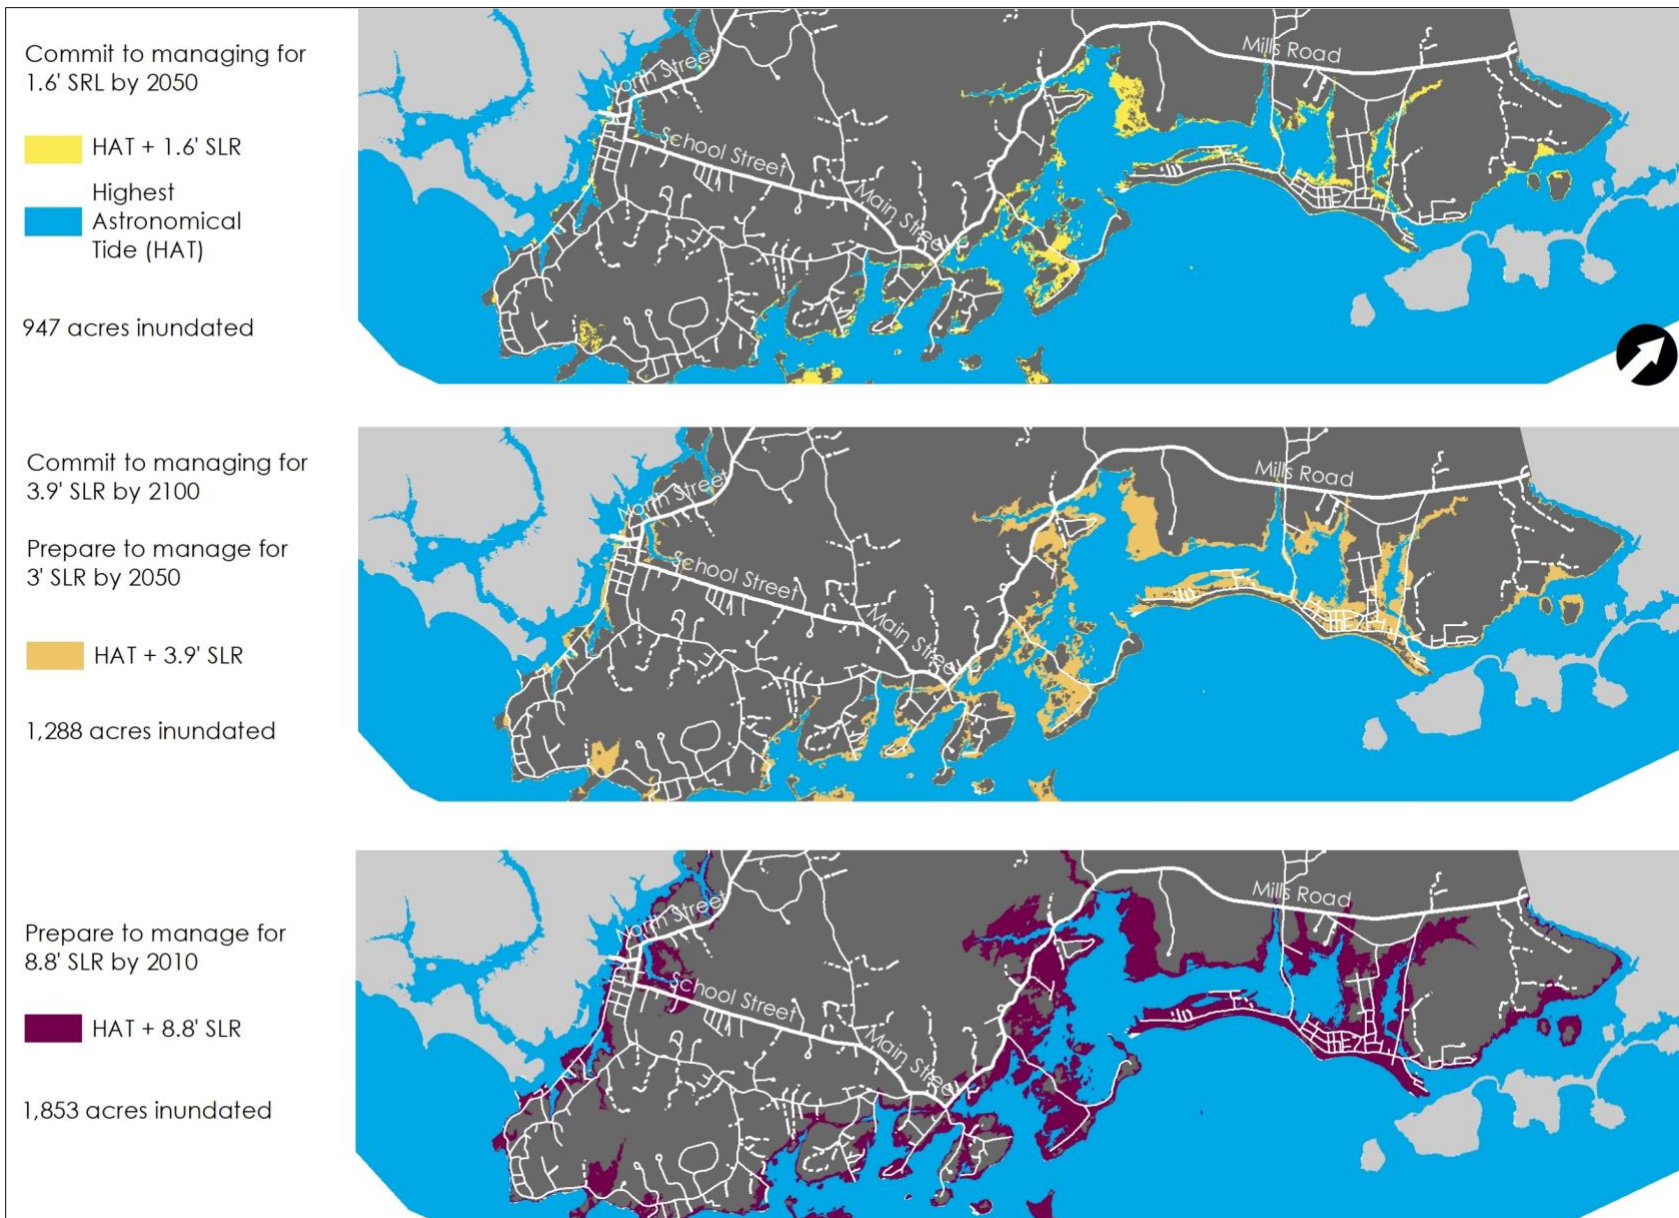 Commit to managing for
1.6' SRL by 2050
HAT + 1.6' SLR
Highest
Astronomical
Tide (HAT)
947 acres inundated
North Street
School Street
Main Street
Mills Road
Commit to managing for
3.9' SLR by 2100
Prepare to manage for
3' SLR by 2050
HAT + 3.9' SLR
1,288 acres inundated
North Street
School Street
Main Street
Mills Road
Prepare to manage for
8.8' SLR by 2010
HAT + 8.8' SLR
1,853 acres inundated
North Street
School Street
Main Street
Mills Road